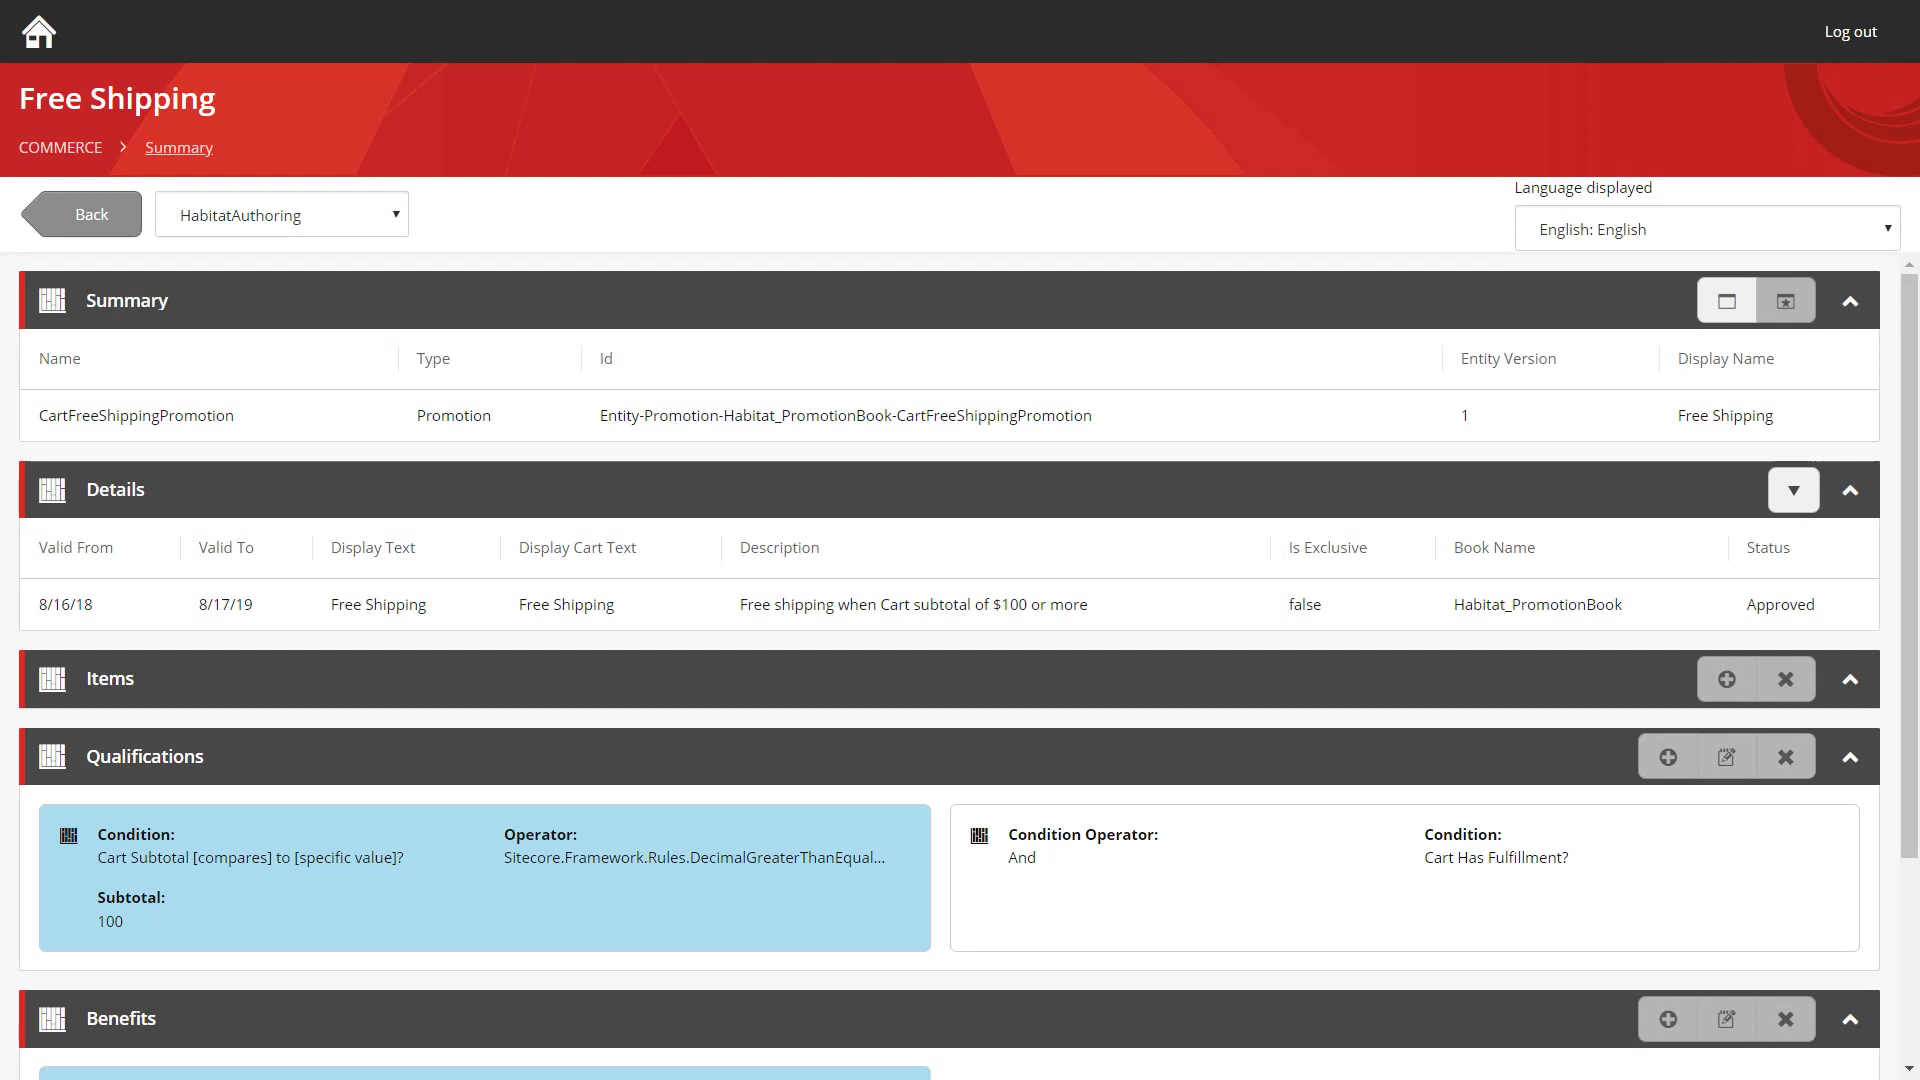 Log out
Free Shipping
COMMERCE > Summary
Back
HabitatAuthoring
Language displayed
English: English
Summary
Name Type Id Entity Version Display Name
CartFreeShippingPromotion Promotion Entity-Promotion-Habitat_PromotionBook-CartFreeShippingPromotion 1 Free Shipping
Details
Valid From Valid To Display Text Display Cart Text Description Is Exclusive Book Name Status
8/16/18 8/17/19 Free Shipping Free Shipping Free shipping when Cart subtotal of $100 or more false Habitat_PromotionBook Approved
Items
Qualifications
Condition: Operator: Condition Operator: Condition:
Cart Subtotal [compares] to [specific value]? Sitecore.Framework.Rules.DecimalGreaterThanEqual... And Cart Has Fulfillment?
Subtotal:
100
Benefits